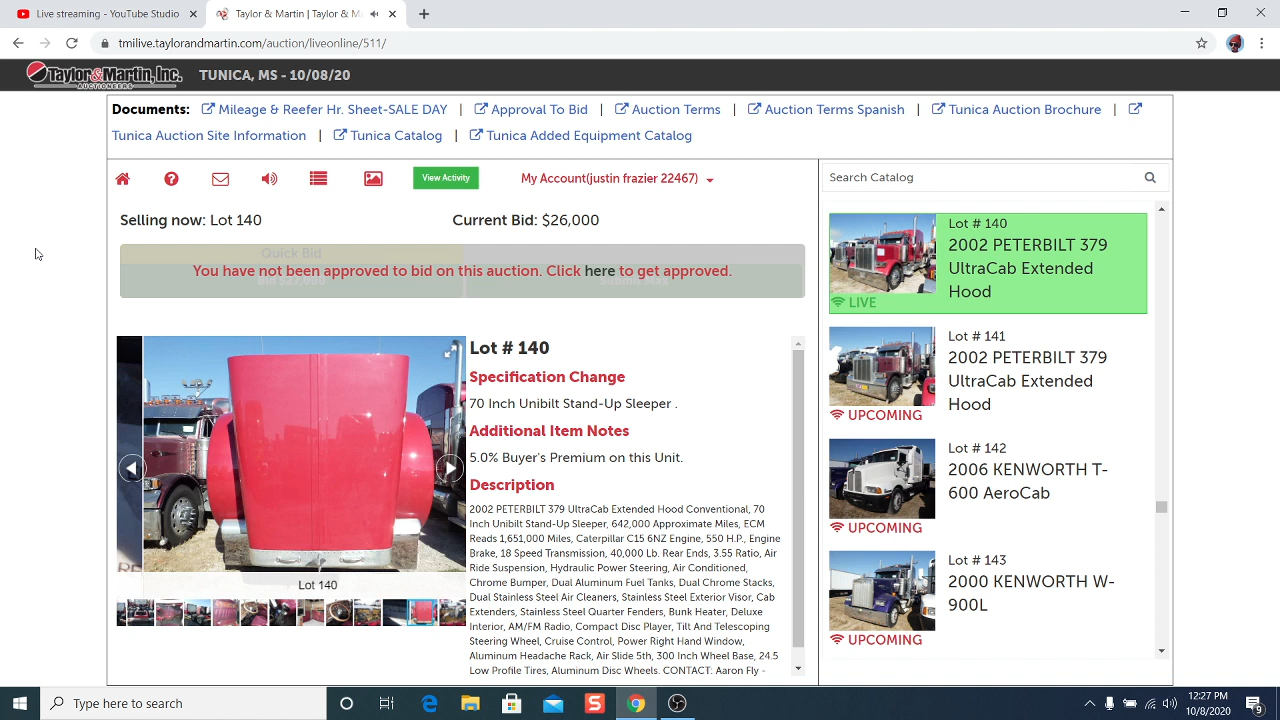 Live streaming - YouTube Studio
Taylor & Martin | Taylor & M
tmilive.taylorandmartin.com/auction/liveonline/511/
Taylor & Martin, Inc.
AUCTIONEERS
TUNICA, MS - 10/08/20
Documents: Mileage & Reefer Hr. Sheet-SALE DAY | Approval To Bid | Auction Terms | Auction Terms Spanish | Tunica Auction Brochure |
Tunica Auction Site Information | Tunica Catalog | Tunica Added Equipment Catalog
View Activity
My Account(justin frazier 22467)
Search Catalog
Selling now: Lot 140
Current Bid: $26,000
Quick Bid
You have not been approved to bid on this auction. Click here to get approved.
Bid $27,000
Submit Max
Lot 140
Lot # 140
Specification Change
70 Inch Unibilt Stand-Up Sleeper .
Additional Item Notes
5.0% Buyer's Premium on this Unit.
Description
2002 PETERBILT 379 UltraCab Extended Hood Conventional, 70
Inch Unibilt Stand-Up Sleeper, 642,000 Approximate Miles, ECM
Reads 1,651,000 Miles, Caterpillar C15 6NZ Engine, 550 H.P., Engine
Brake, 18 Speed Transmission, 40,000 Lb. Rear Ends, 3.55 Ratio, Air
Ride Suspension, Hydraulic Power Steering, Air Conditioned,
Chrome Bumper, Dual Aluminum Fuel Tanks, Dual Chrome Stacks,
Dual Stainless Steel Air Cleaners, Stainless Steel Exterior Visor, Cab
Extenders, Stainless Steel Quarter Fenders, Bunk Heater, Deluxe
Interior, AM/FM Radio, Compact Disc Player, Tilt And Telescoping
Steering Wheel, Cruise Control, Power Right Hand Window,
Aluminum Headache Rack, Air Slide 5th, 300 Inch Wheel Base, 24.5
Low Profile Tires, Aluminum Disc Wheels. CONTACT: Aaron Fly -
Lot # 140
2002 PETERBILT 379
UltraCab Extended
Hood
LIVE
Lot # 141
2002 PETERBILT 379
UltraCab Extended
Hood
UPCOMING
Lot # 142
2006 KENWORTH T-
600 AeroCab
UPCOMING
Lot # 143
2000 KENWORTH W-
900L
UPCOMING
Type here to search
12:27 PM
10/8/2020
9